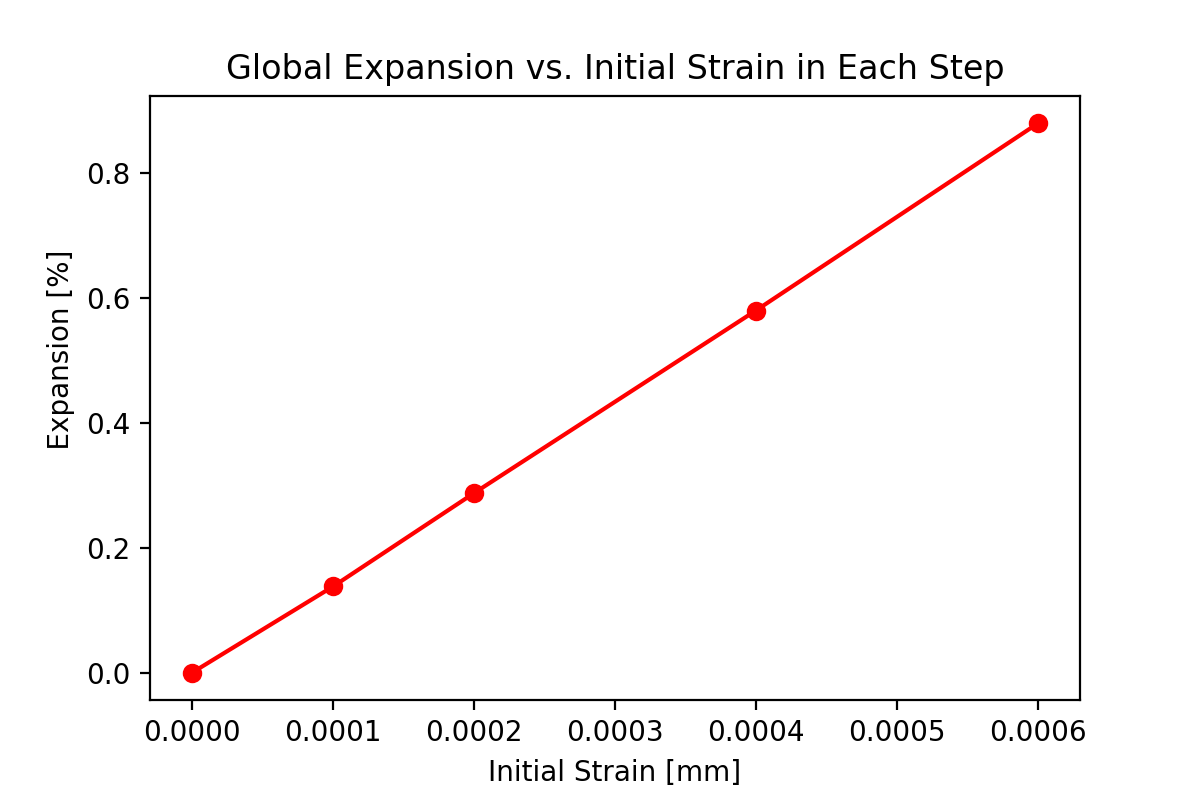 Global Expansion vs. Initial Strain in Each Step
Expansion [%]
0.8
0.6
0.4
0.2
0.0
0.0000 0.0001 0.0002 0.0003 0.0004 0.0005 0.0006
Initial Strain [mm]